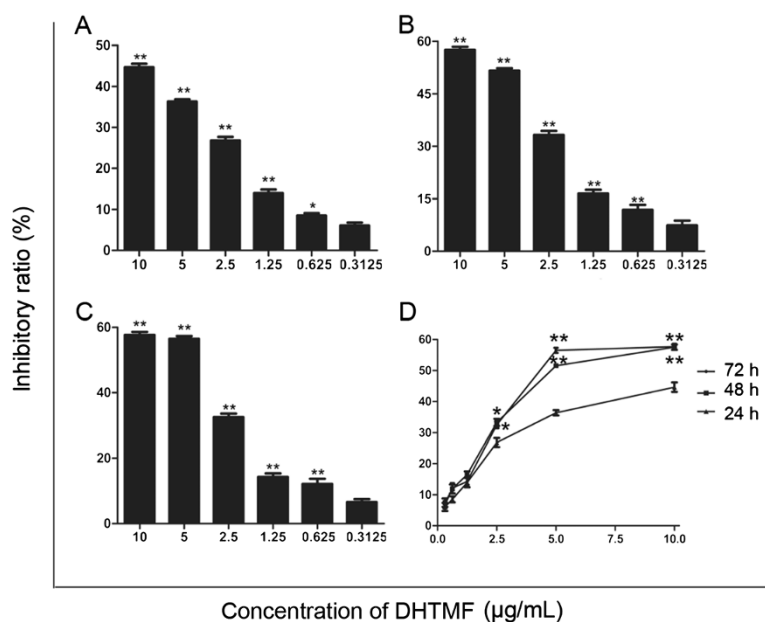 A
50
40
30
20
10
0
** ** ** ** *
10 5 2.5 1.25 0.625 0.3125
B
60
45
30
15
0
** ** ** ** **
10 5 2.5 1.25 0.625 0.3125
C
60
40
20
0
** ** ** ** **
10 5 2.5 1.25 0.625 0.3125
D
60
50
40
30
20
10
0
** **
** **
*
**
0.0 2.5 5.0 7.5 10.0
72 h
48 h
24 h
Inhibitory ratio (%)
Concentration of DHTMF (μg/mL)